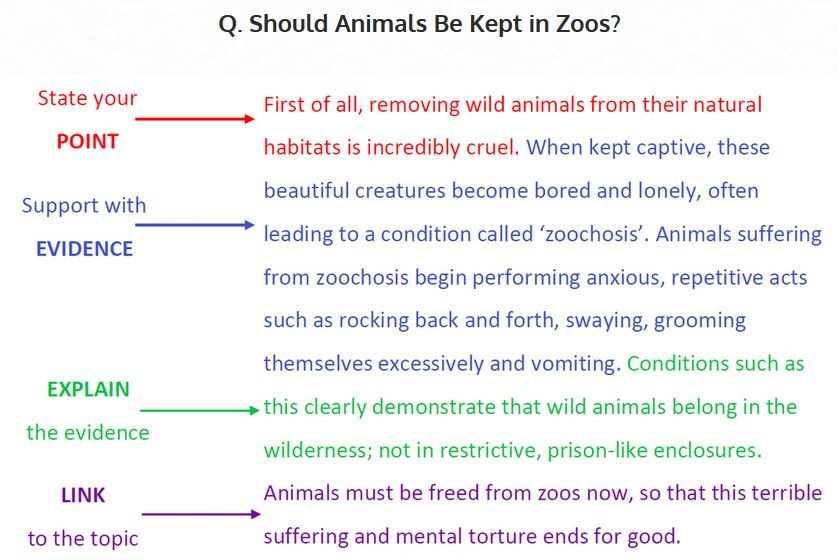 Q. Should Animals Be Kept in Zoos?
State your
POINT
First of all, removing wild animals from their natural
habitats is incredibly cruel. When kept captive, these
Support with
EVIDENCE
beautiful creatures become bored and lonely, often
leading to a condition called ‘zoochosis’. Animals suffering
from zoochosis begin performing anxious, repetitive acts
such as rocking back and forth, swaying, grooming
themselves excessively and vomiting. Conditions such as
EXPLAIN
the evidence
this clearly demonstrate that wild animals belong in the
wilderness; not in restrictive, prison-like enclosures.
LINK
to the topic
Animals must be freed from zoos now, so that this terrible
suffering and mental torture ends for good.